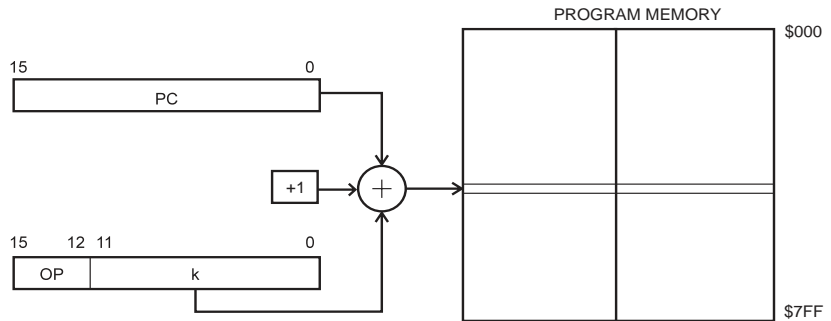 PROGRAM MEMORY
$000
15 0
PC
+1
+
15 12 11 0
OP k
$7FF